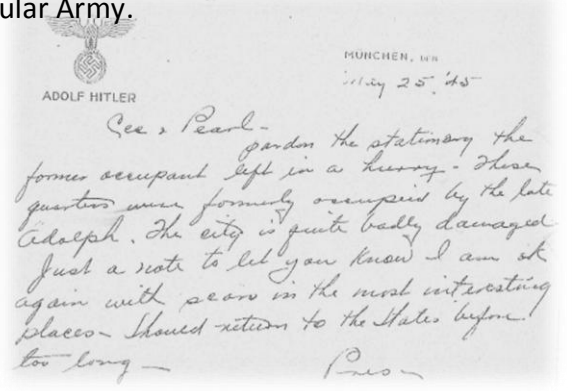 ular Army.
ADOLF HITLER
MÜNCHEN, DEN
May 25, '45
Cee & Pearl -
pardon the stationary the
former occupant left in a hurry - These
quarters were formerly occupied by the late
Adolph. The city is quite badly damaged
Just a note to let you know I am ok
again with scars in the most interesting
places - Should return to the States before
too long -
Pres -